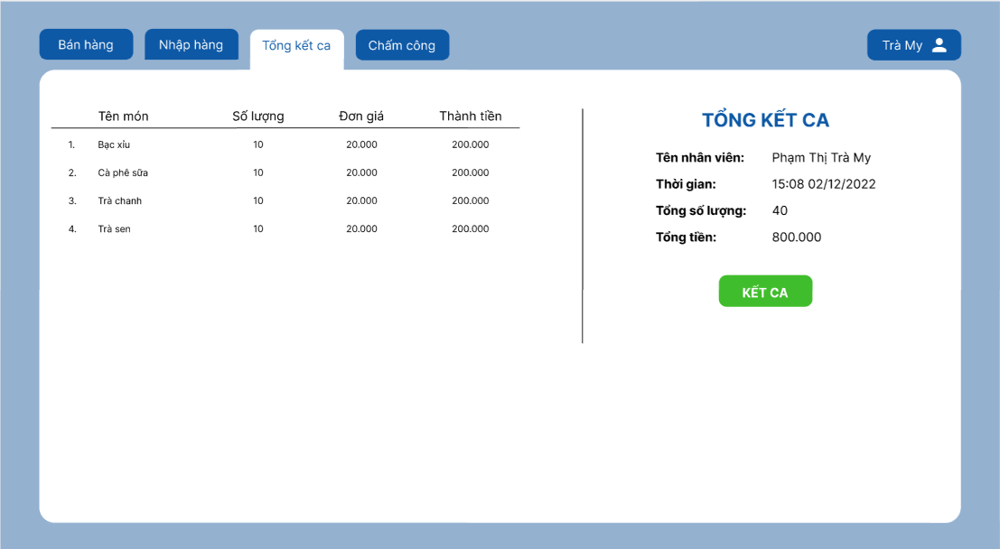 Bán hàng
Nhập hàng
Tổng kết ca
Chấm công
Trà My
Tên món Số lượng Đơn giá Thành tiền
1. Bạc xỉu 10 20.000 200.000
2. Cà phê sữa 10 20.000 200.000
3. Trà chanh 10 20.000 200.000
4. Trà sen 10 20.000 200.000
TỔNG KẾT CA
Tên nhân viên: Phạm Thị Trà My
Thời gian: 15:08 02/12/2022
Tổng số lượng: 40
Tổng tiền: 800.000
KẾT CA